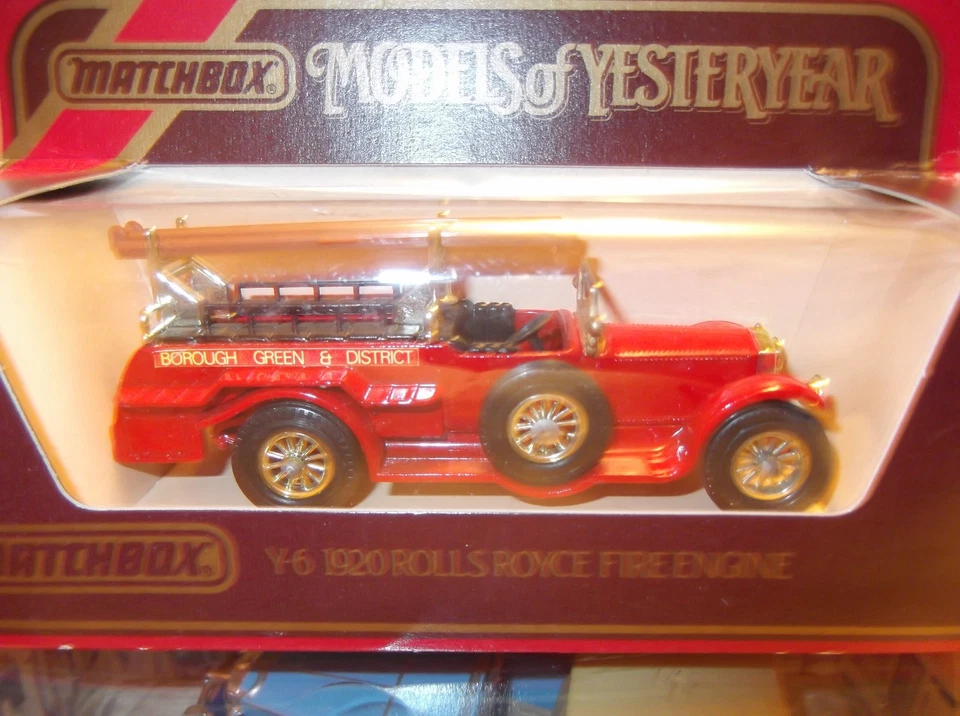 MATCHBOX® MODELS of YESTERYEAR
BOROUGH GREEN & DISTRICT
MATCHBOX® Y-6 1920 ROLLS ROYCE FIRE ENGINE